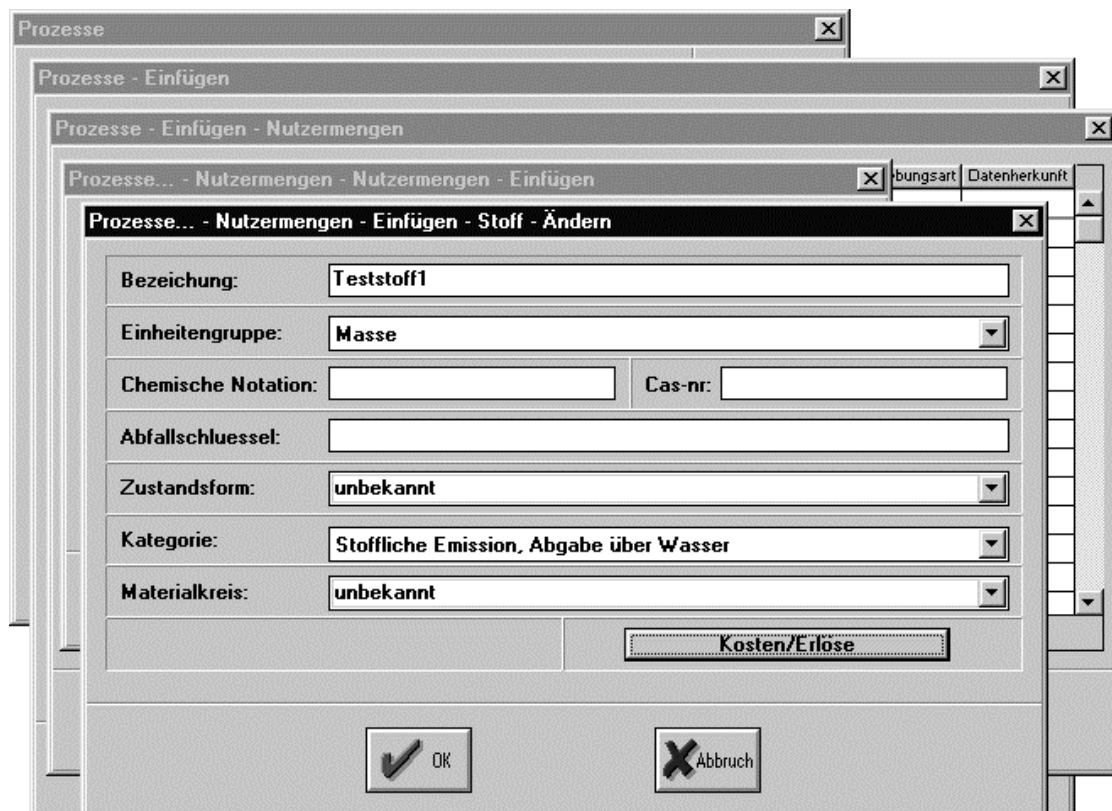 Prozesse
Prozesse - Einfügen
Prozesse - Einfügen - Nutzermengen
Prozesse... - Nutzermengen - Nutzermengen - Einfügen
bungsart Datenherkunft
Prozesse... - Nutzermengen - Einfügen - Stoff - Ändern
Bezeichung: Teststoff1
Einheitengruppe: Masse
Chemische Notation: Cas-nr:
Abfallschluessel:
Zustandsform: unbekannt
Kategorie: Stoffliche Emission, Abgabe über Wasser
Materialkreis: unbekannt
Kosten/Erlöse
OK Abbruch